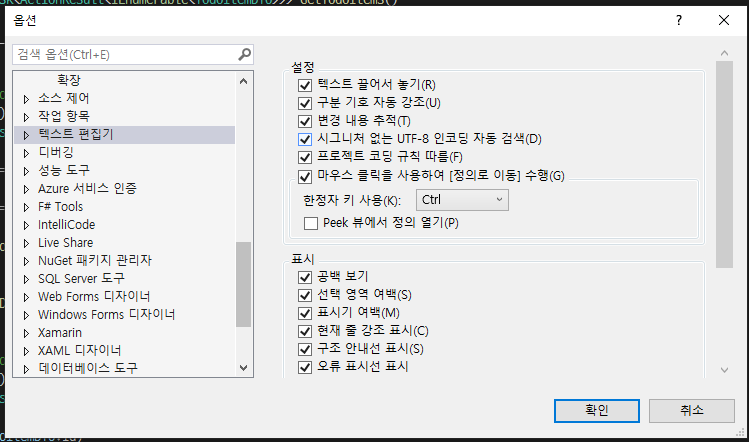 옵션
?
검색 옵션(Ctrl+E)
확장
소스 제어
작업 항목
텍스트 편집기
디버깅
성능 도구
Azure 서비스 인증
F# Tools
IntelliCode
Live Share
NuGet 패키지 관리자
SQL Server 도구
Web Forms 디자이너
Windows Forms 디자이너
Xamarin
XAML 디자이너
데이터베이스 도구
설정
텍스트 끌어서 놓기(R)
구분 기호 자동 강조(U)
변경 내용 추적(T)
시그니처 없는 UTF-8 인코딩 자동 검색(D)
프로젝트 코딩 규칙 따름(F)
마우스 클릭을 사용하여 [정의로 이동] 수행(G)
한정자 키 사용(K): Ctrl
Peek 뷰에서 정의 열기(P)
표시
공백 보기
선택 영역 여백(S)
표시기 여백(M)
현재 줄 강조 표시(C)
구조 안내선 표시(S)
오류 표시선 표시
확인
취소